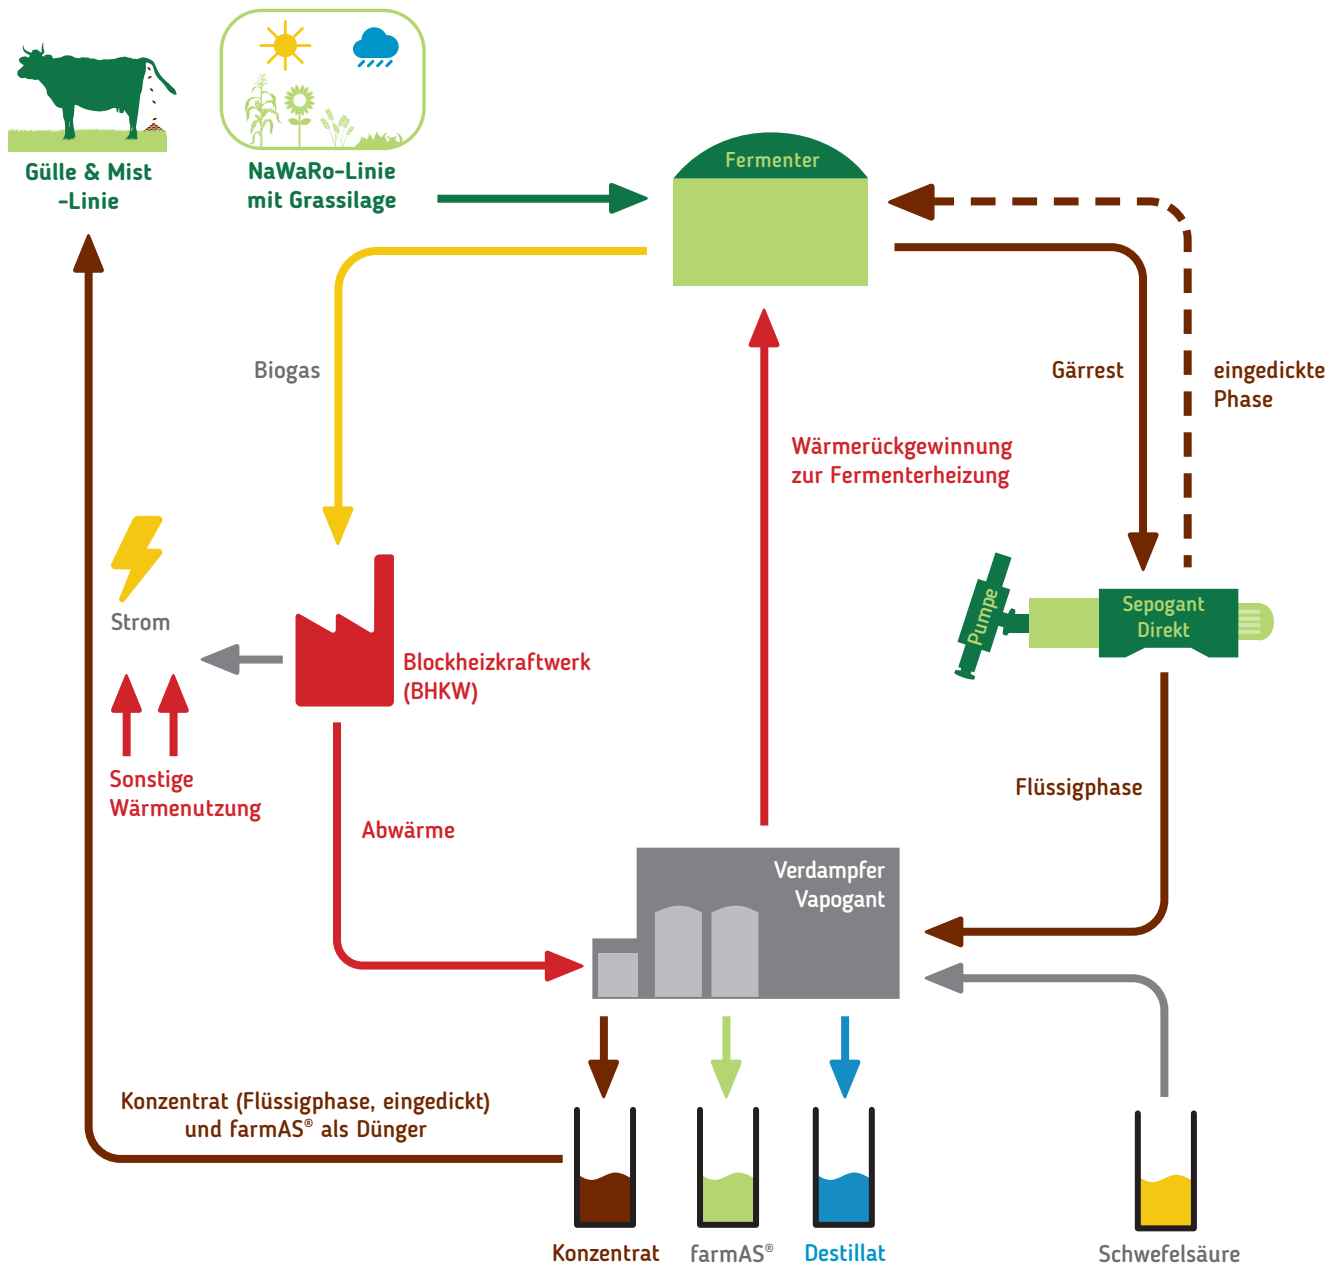 Gülle & Mist
-Linie
NaWaRo-Linie
mit Grassilage
Fermenter
Biogas
Gärrest
eingedickte
Phase
Wärmerückgewinnung
zur Fermenterheizung
Strom
Blockheizkraftwerk
(BHKW)
Pumpe
Sepogant
Direkt
Sonstige
Wärmenutzung
Abwärme
Flüssigphase
Verdampfer
Vapogant
Konzentrat (Flüssigphase, eingedickt)
und farmAS® als Dünger
Konzentrat
farmAS®
Destillat
Schwefelsäure